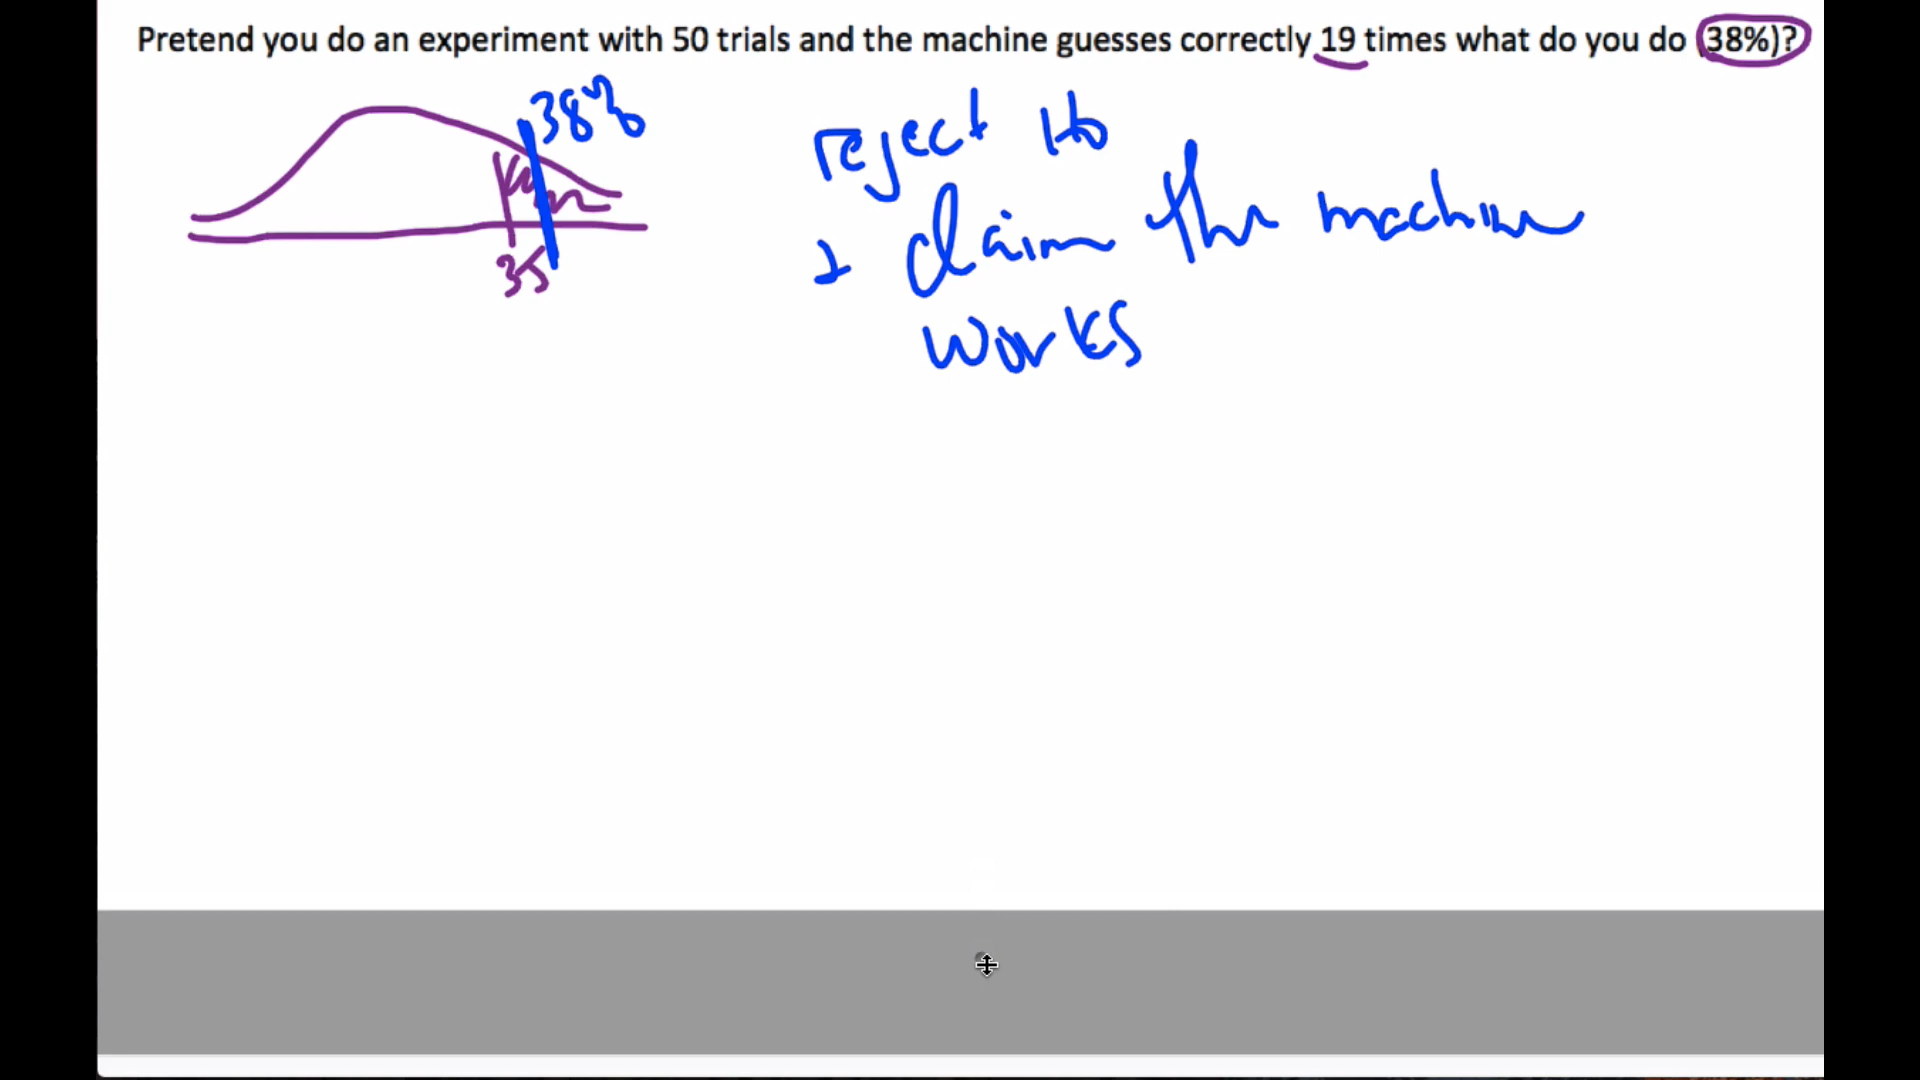 Pretend you do an experiment with 50 trials and the machine guesses correctly 19 times what do you do (38%)?
38%
35
reject Ho
+ claim the machine
works